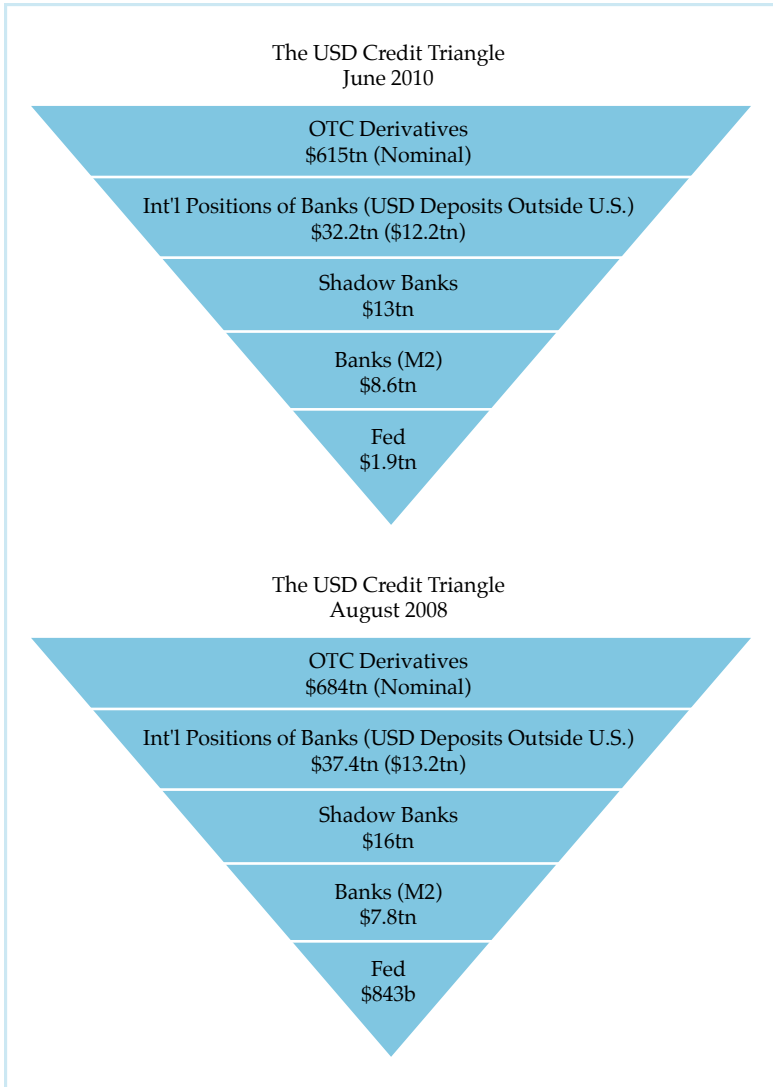 The USD Credit Triangle
June 2010
OTC Derivatives
$615tn (Nominal)
Int'l Positions of Banks (USD Deposits Outside U.S.)
$32.2tn ($12.2tn)
Shadow Banks
$13tn
Banks (M2)
$8.6tn
Fed
$1.9tn
The USD Credit Triangle
August 2008
OTC Derivatives
$684tn (Nominal)
Int'l Positions of Banks (USD Deposits Outside U.S.)
$37.4tn ($13.2tn)
Shadow Banks
$16tn
Banks (M2)
$7.8tn
Fed
$843b